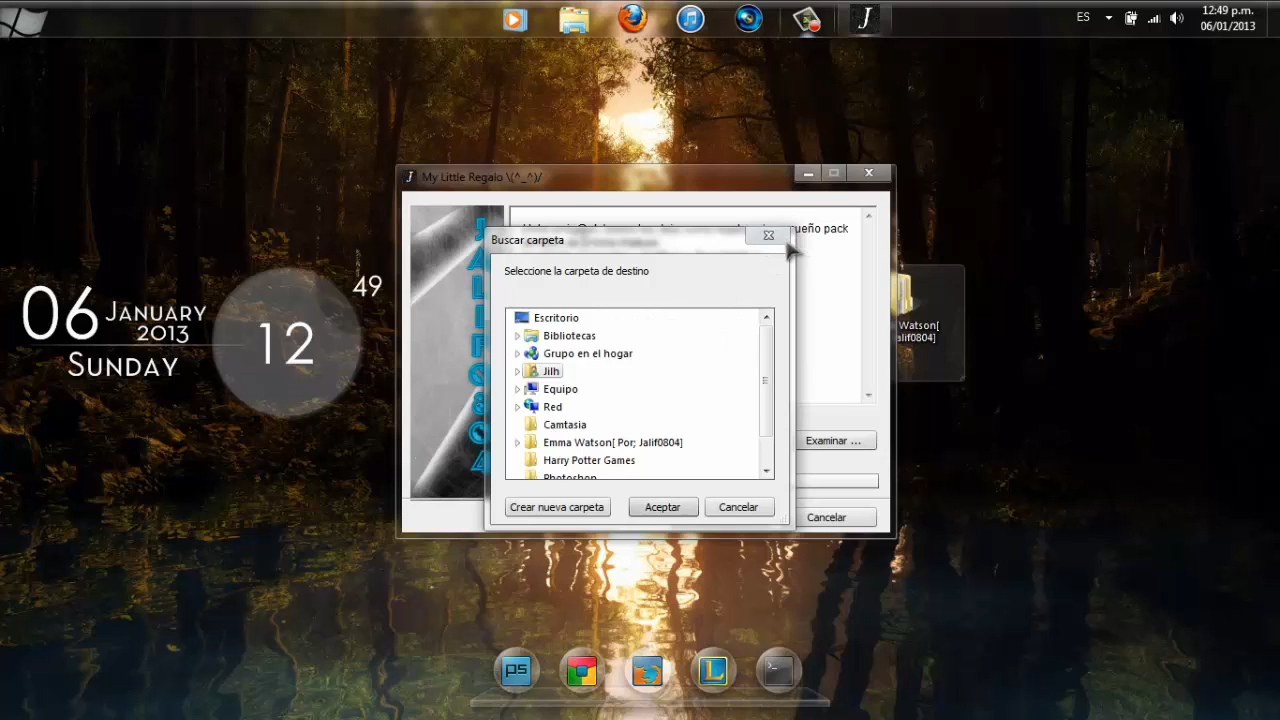 ES
12:49 p.m.
06/01/2013
J
06 JANUARY
2013
SUNDAY
12
49
My Little Regalo \(^_^)/
ueño pack
Buscar carpeta
Seleccione la carpeta de destino
Escritorio
Bibliotecas
Grupo en el hogar
Jilh
Equipo
Red
Camtasia
Emma Watson[ Por; Jalif0804]
Harry Potter Games
Photoshop
Crear nueva carpeta
Aceptar
Cancelar
Examinar ...
Cancelar
Watson[
alif0804]
PS
L